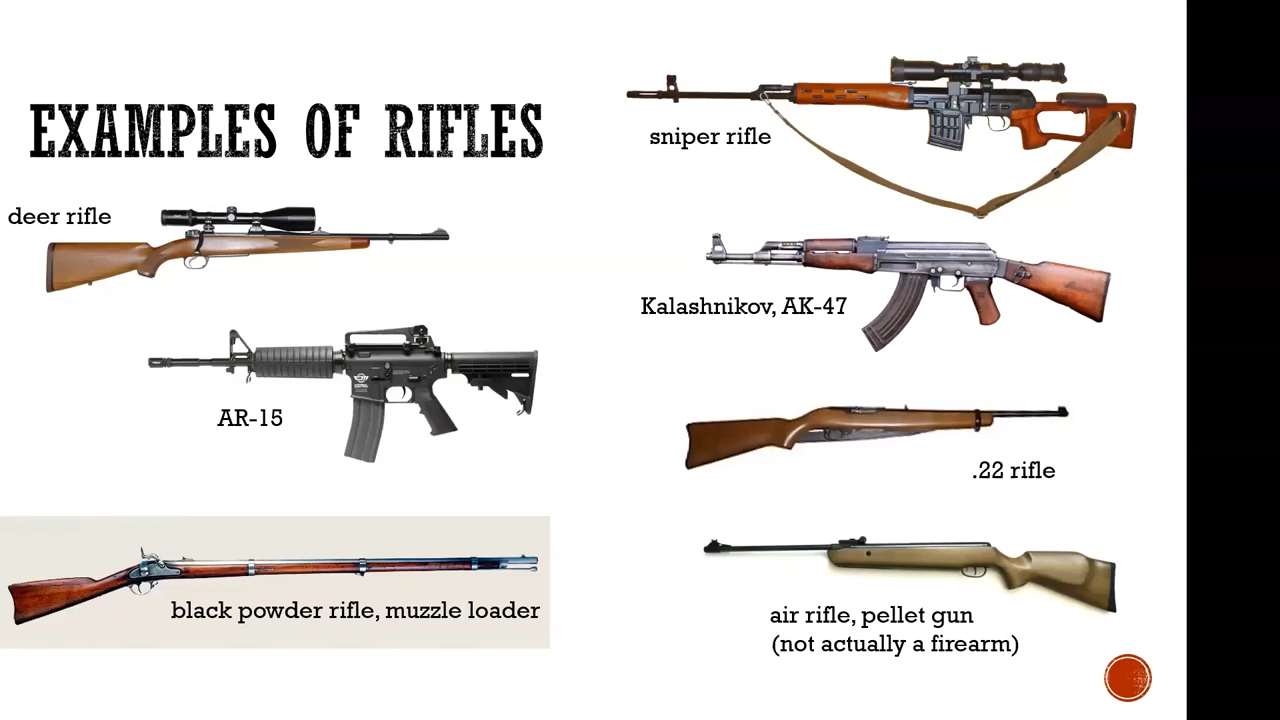 EXAMPLES OF RIFLES
deer rifle
AR-15
black powder rifle, muzzle loader
sniper rifle
Kalashnikov, AK-47
.22 rifle
air rifle, pellet gun
(not actually a firearm)